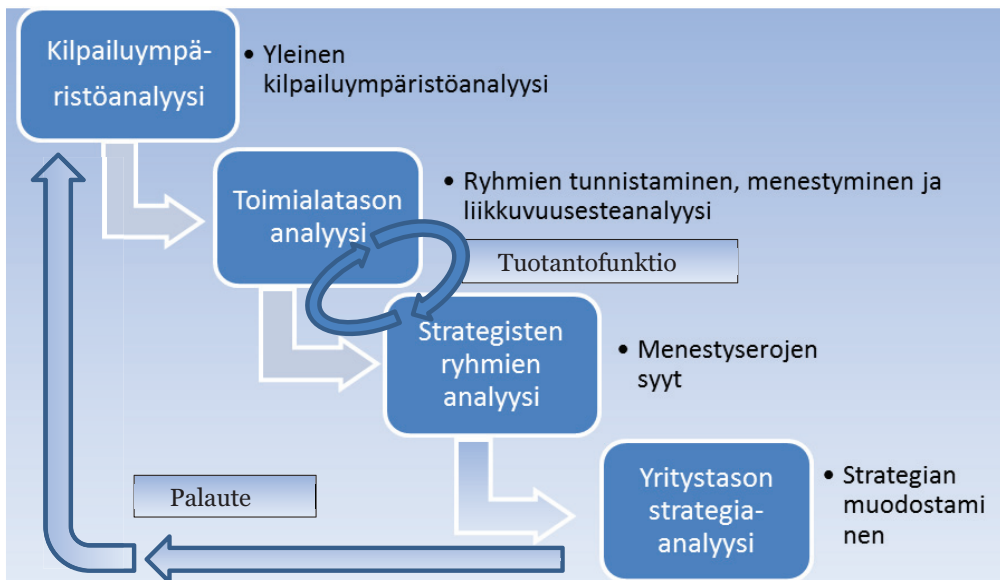 Kilpailuympä-
ristöanalyysi
• Yleinen
kilpailuympäristöanalyysi
Toimialatason
analyysi
• Ryhmien tunnistaminen, menestyminen ja
liikkuvuusesteanalyysi
Tuotantofunktio
Strategisten
ryhmien
analyysi
• Menestyserojen
syyt
Palaute
Yritystason
strategia-
analyysi
• Strategian
muodostami
nen